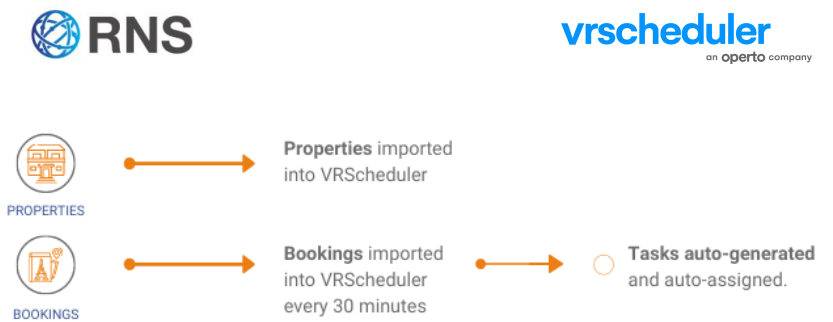 RNS
vrscheduler
an operto company
Properties imported
into VRScheduler
PROPERTIES
Bookings imported
into VRScheduler
every 30 minutes
Tasks auto-generated
and auto-assigned.
BOOKINGS